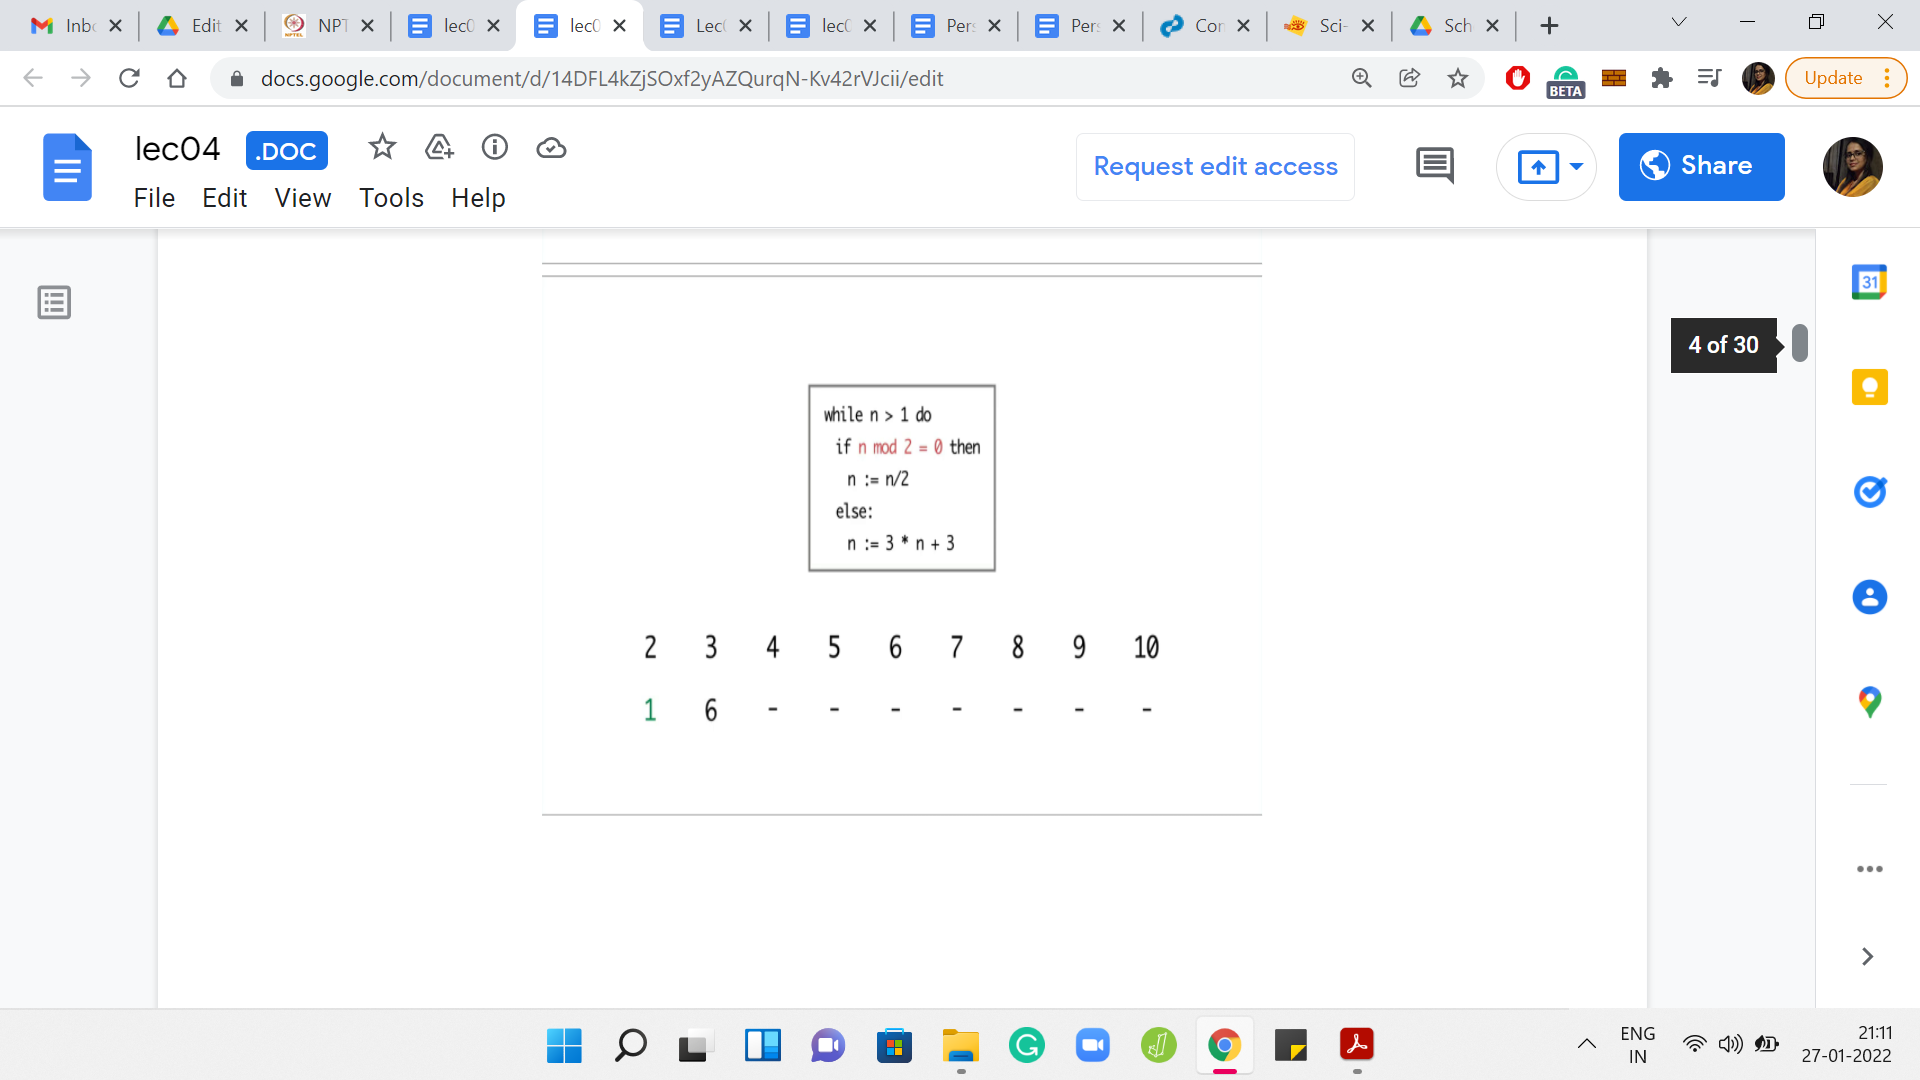 Inbc
Edit
NPT
lec0
lec0
Lec
lec0
Pers
Pers
Con
Sci-
Sch
docs.google.com/document/d/14DFL4kZjSOxf2yAZQurqN-Kv42rVJcii/edit
BETA
Update
lec04 .DOC
File Edit View Tools Help
Request edit access
Share
31
4 of 30
while n > 1 do
if n mod 2 = 0 then
n := n/2
else:
n := 3 * n + 3
2 3 4 5 6 7 8 9 10
1 6 - - - - - - -
ENG
IN
21:11
27-01-2022